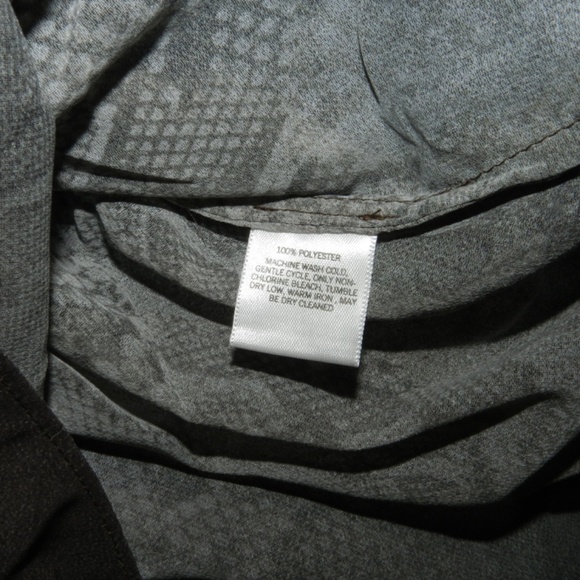 100% POLYESTER
MACHINE WASH COLD,
GENTLE CYCLE, ONLY NON-
CHLORINE BLEACH, TUMBLE
DRY LOW, WARM IRON , MAY
BE DRY CLEANED